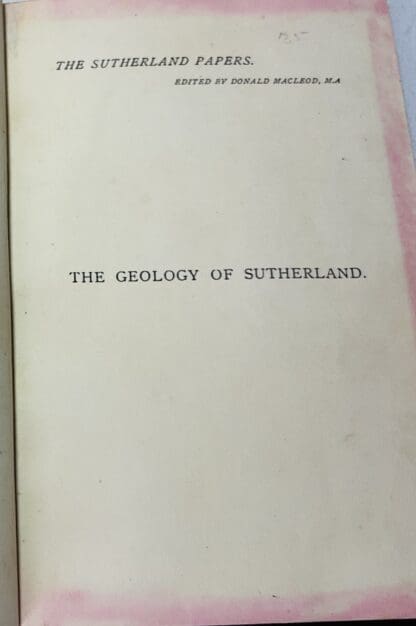 THE SUTHERLAND PAPERS.
EDITED BY DONALD MACLEOD, M.A
THE GEOLOGY OF SUTHERLAND.